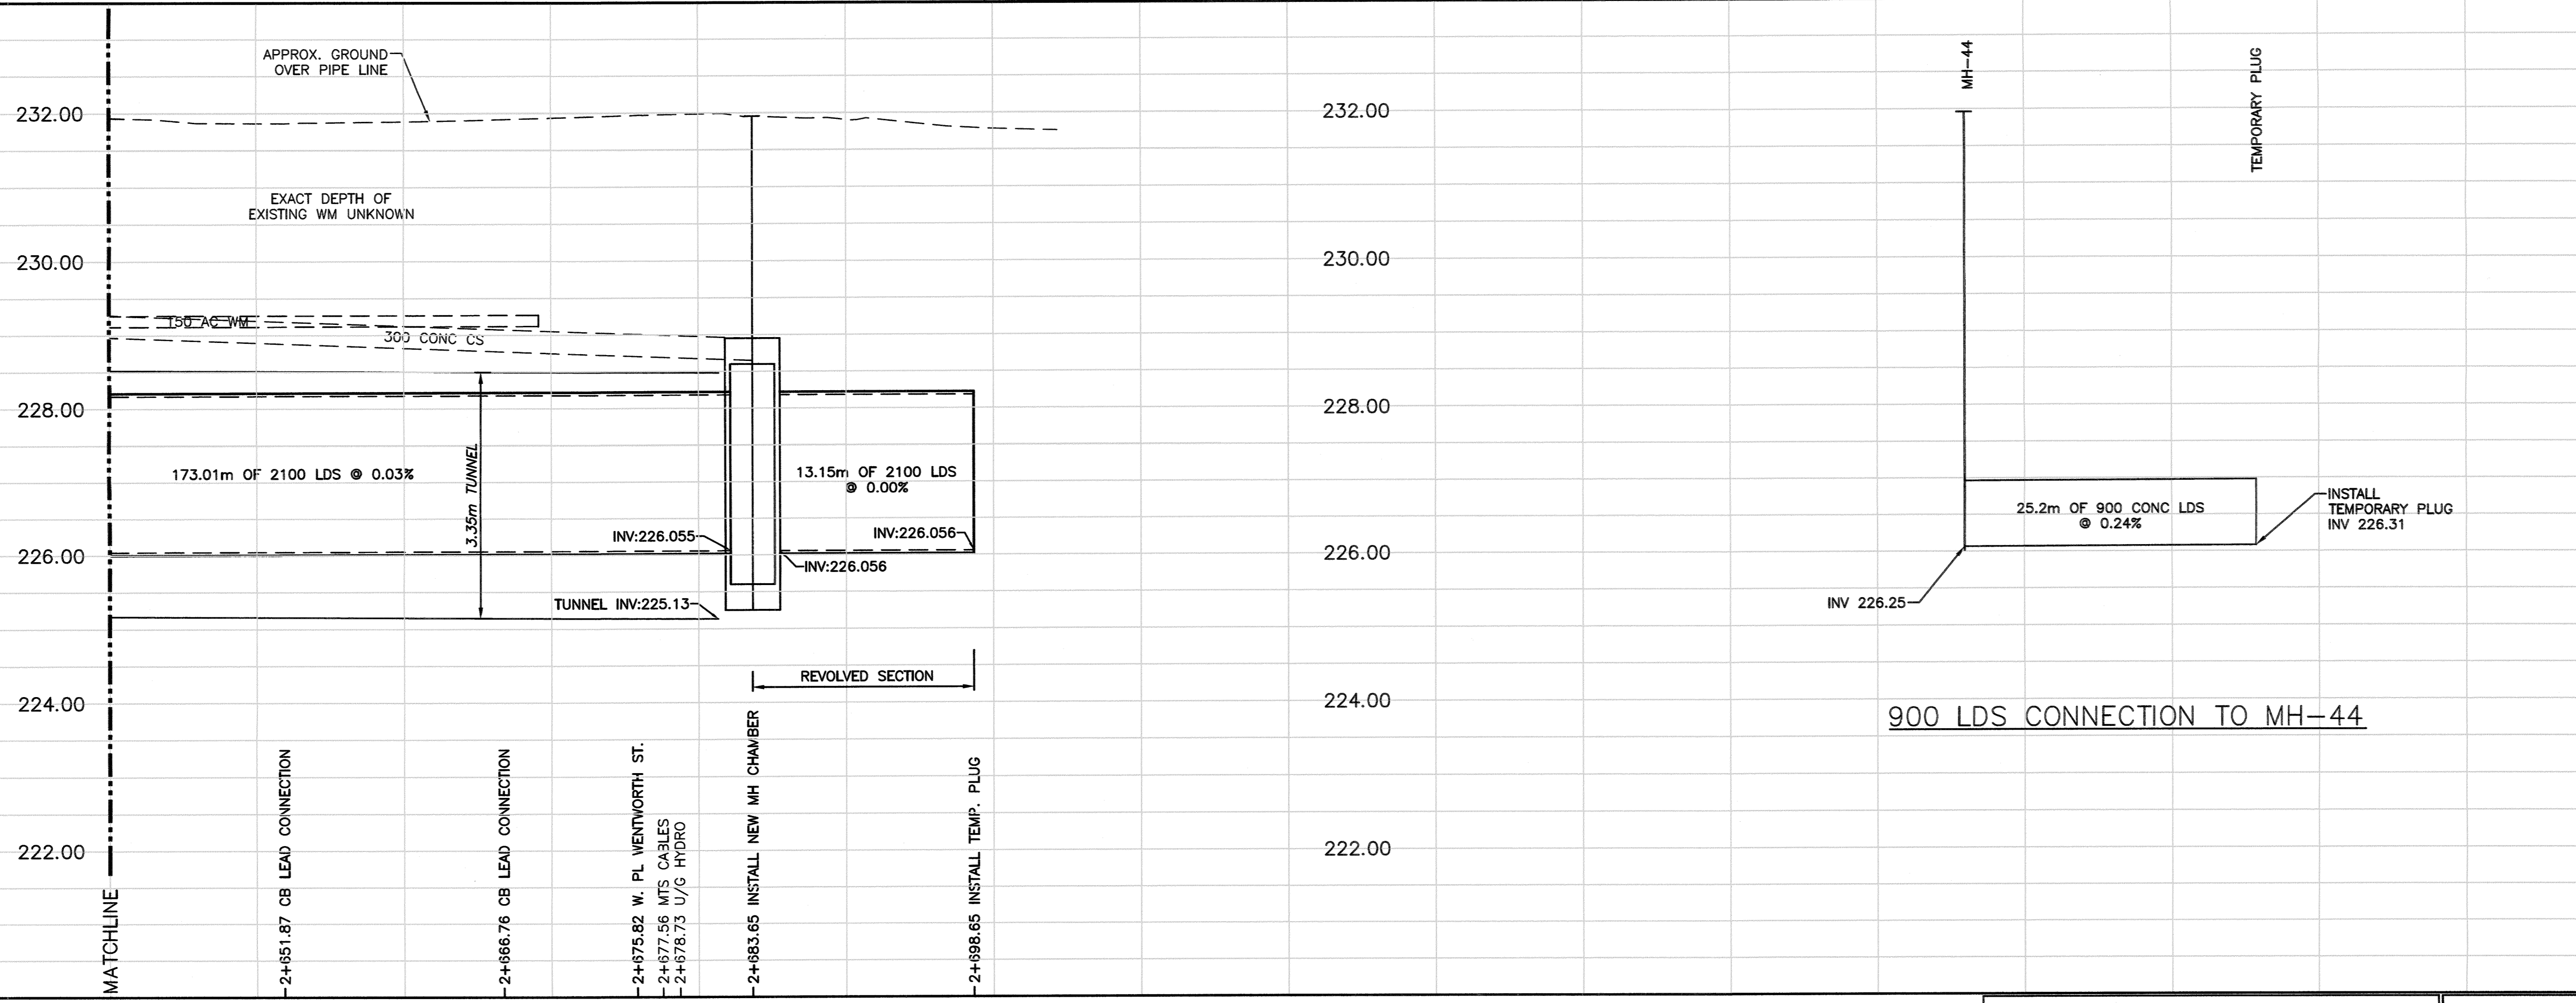 APPROX. GROUND
OVER PIPE LINE
232.00
EXACT DEPTH OF
EXISTING WM UNKNOWN
230.00
150 AC WM
300 CONC CS
228.00
173.01m OF 2100 LDS @ 0.03%
3.35m TUNNEL
13.15m OF 2100 LDS
@ 0.00%
INV:226.055
INV:226.056
INV:226.056
226.00
TUNNEL INV:225.13
REVOLVED SECTION
224.00
222.00
MATCHLINE
2+651.87 CB LEAD CONNECTION
2+666.76 CB LEAD CONNECTION
2+675.82 W. PL WENTWORTH ST.
2+677.56 MTS CABLES
2+678.73 U/G HYDRO
2+683.65 INSTALL NEW MH CHAMBER
2+698.65 INSTALL TEMP. PLUG
232.00
230.00
228.00
226.00
224.00
222.00
MH-44
TEMPORARY PLUG
25.2m OF 900 CONC LDS
@ 0.24%
INSTALL
TEMPORARY PLUG
INV 226.31
INV 226.25
900 LDS CONNECTION TO MH-44